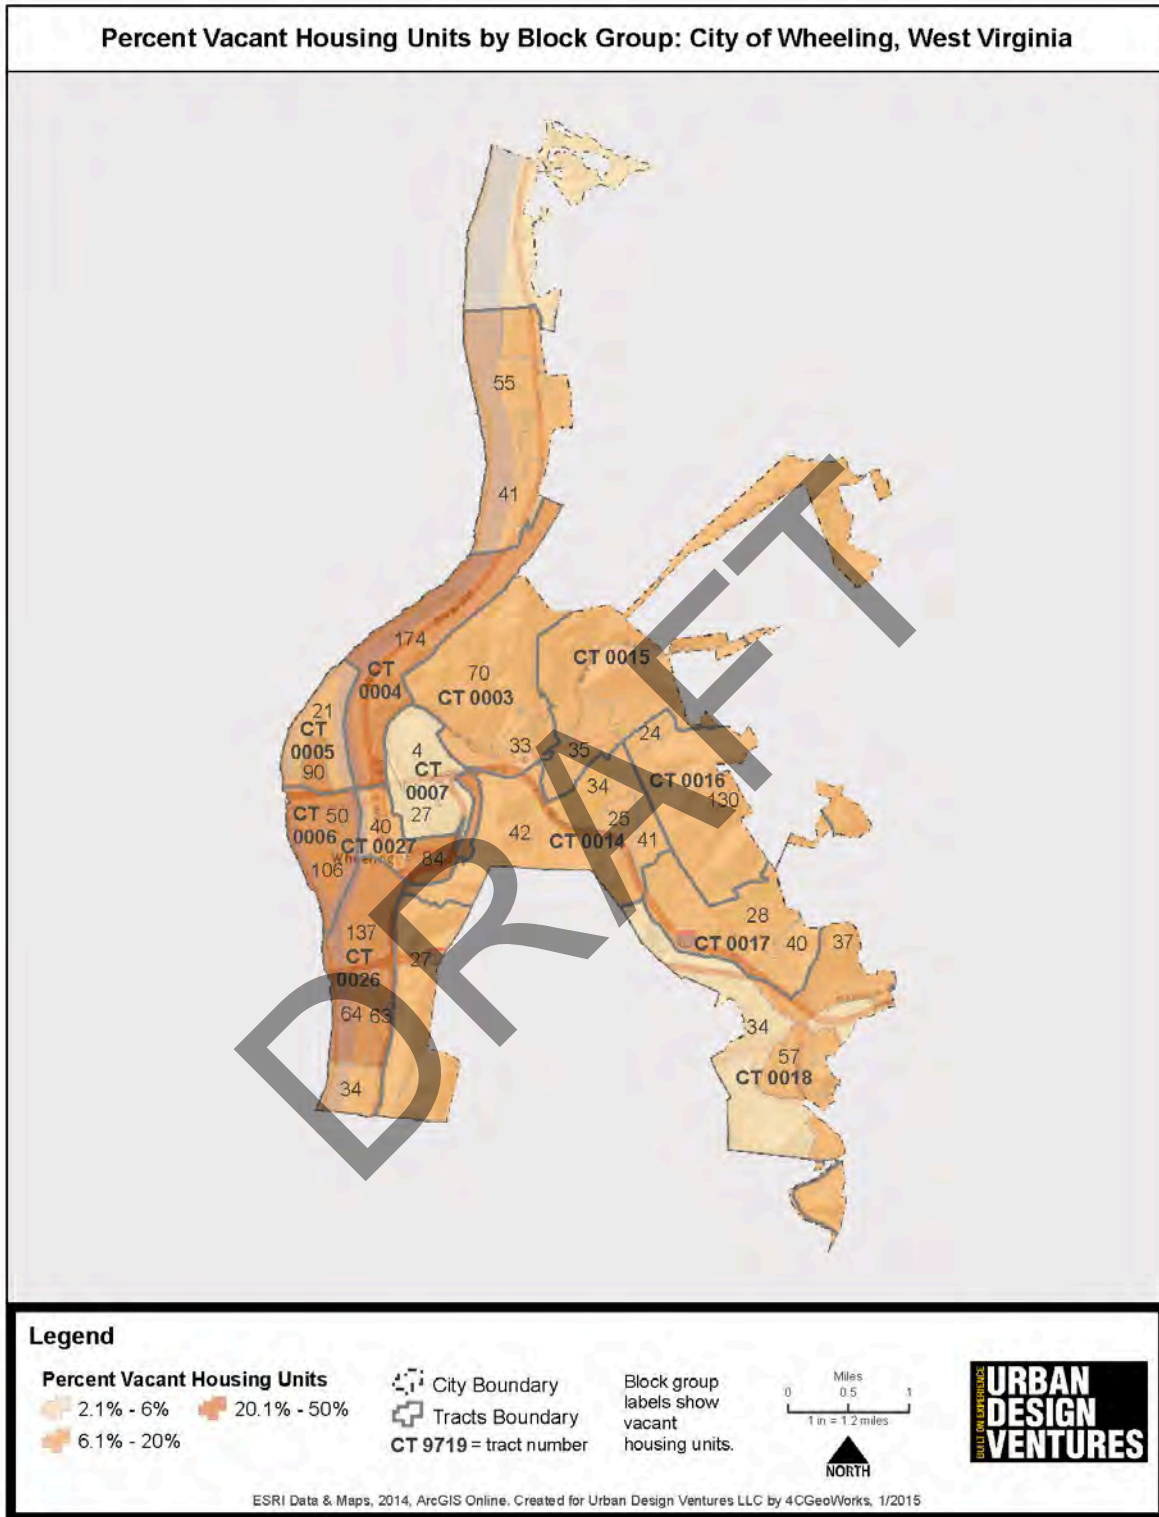 Percent Vacant Housing Units by Block Group: City of Wheeling, West Virginia
55
41
174
CT
0004
70
CT 0003
CT 0015
21
CT
0005
90
4
CT
0007
27
33
35
24
34
CT 0016
130
CT 50
0006
106
40
CT 0027
Wheeling
84
42
25
CT 0014
41
137
CT
0026
27
28
CT 0017
40
37
64
63
34
34
57
CT 0018
DRAFT
Legend
Percent Vacant Housing Units
2.1% - 6%
20.1% - 50%
6.1% - 20%
City Boundary
Tracts Boundary
CT 9719 = tract number
Block group
labels show
vacant
housing units.
Miles
0 0.5 1
1 in = 1.2 miles
NORTH
BUILT ON EXPERIENCE
URBAN
DESIGN
VENTURES
ESRI Data & Maps, 2014, ArcGIS Online. Created for Urban Design Ventures LLC by 4CGeoWorks, 1/2015